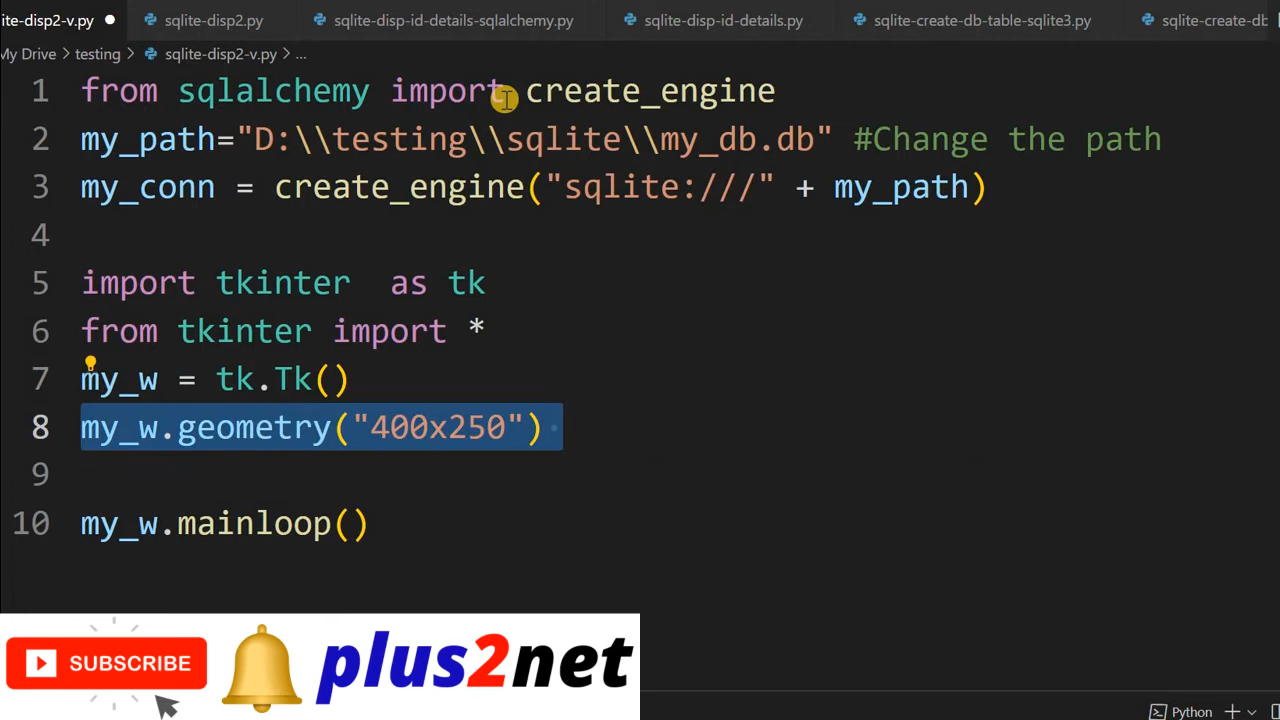 ite-disp2-v.py sqlite-disp2.py sqlite-disp-id-details-sqlalchemy.py sqlite-disp-id-details.py sqlite-create-db-table-sqlite3.py sqlite-create-db
My Drive > testing > sqlite-disp2-v.py > ...
1 from sqlalchemy import create_engine
2 my_path="D:\\testing\\sqlite\\my_db.db" #Change the path
3 my_conn = create_engine("sqlite:///" + my_path)
4
5 import tkinter  as tk
6 from tkinter import *
7 my_w = tk.Tk()
8 my_w.geometry("400x250")
9
10 my_w.mainloop()
SUBSCRIBE plus2net
Python